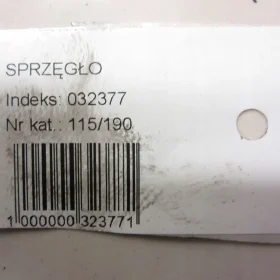 SPRZĘGŁO
Indeks: 032377
Nr kat.: 115/190
1 000000 323771